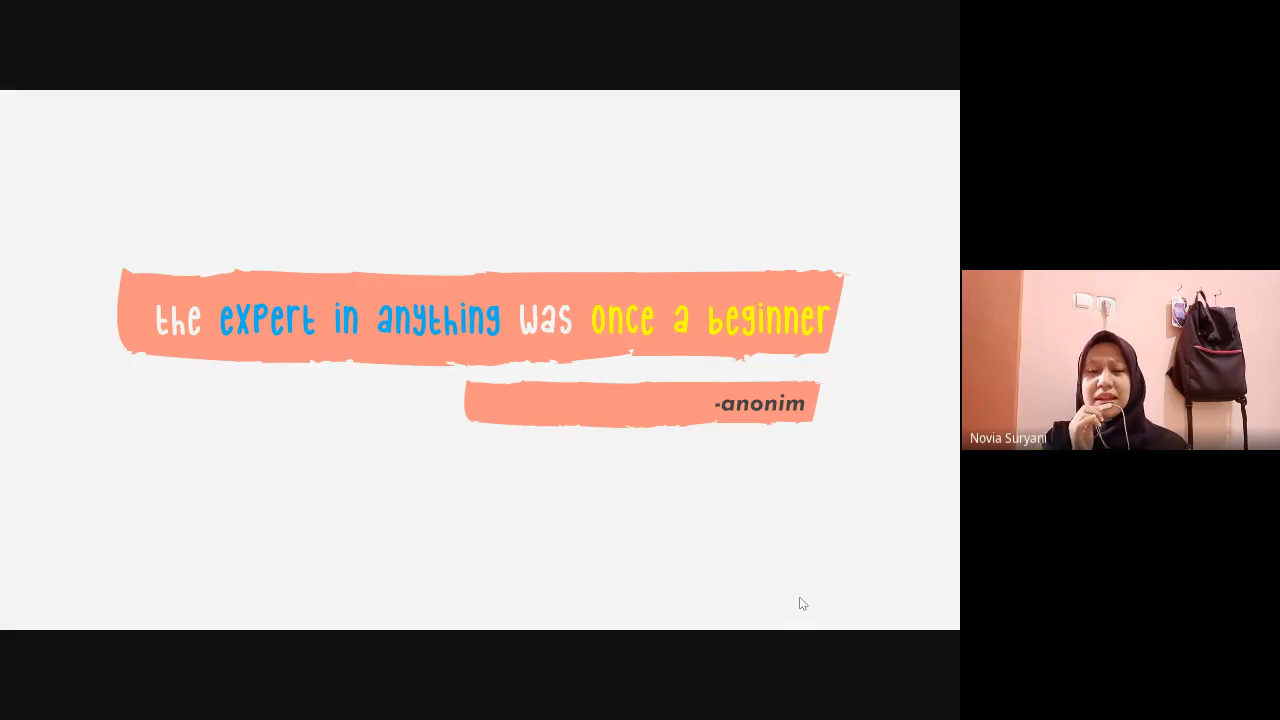 the expert in anything was once a beginner
-anonim
Novia Suryani